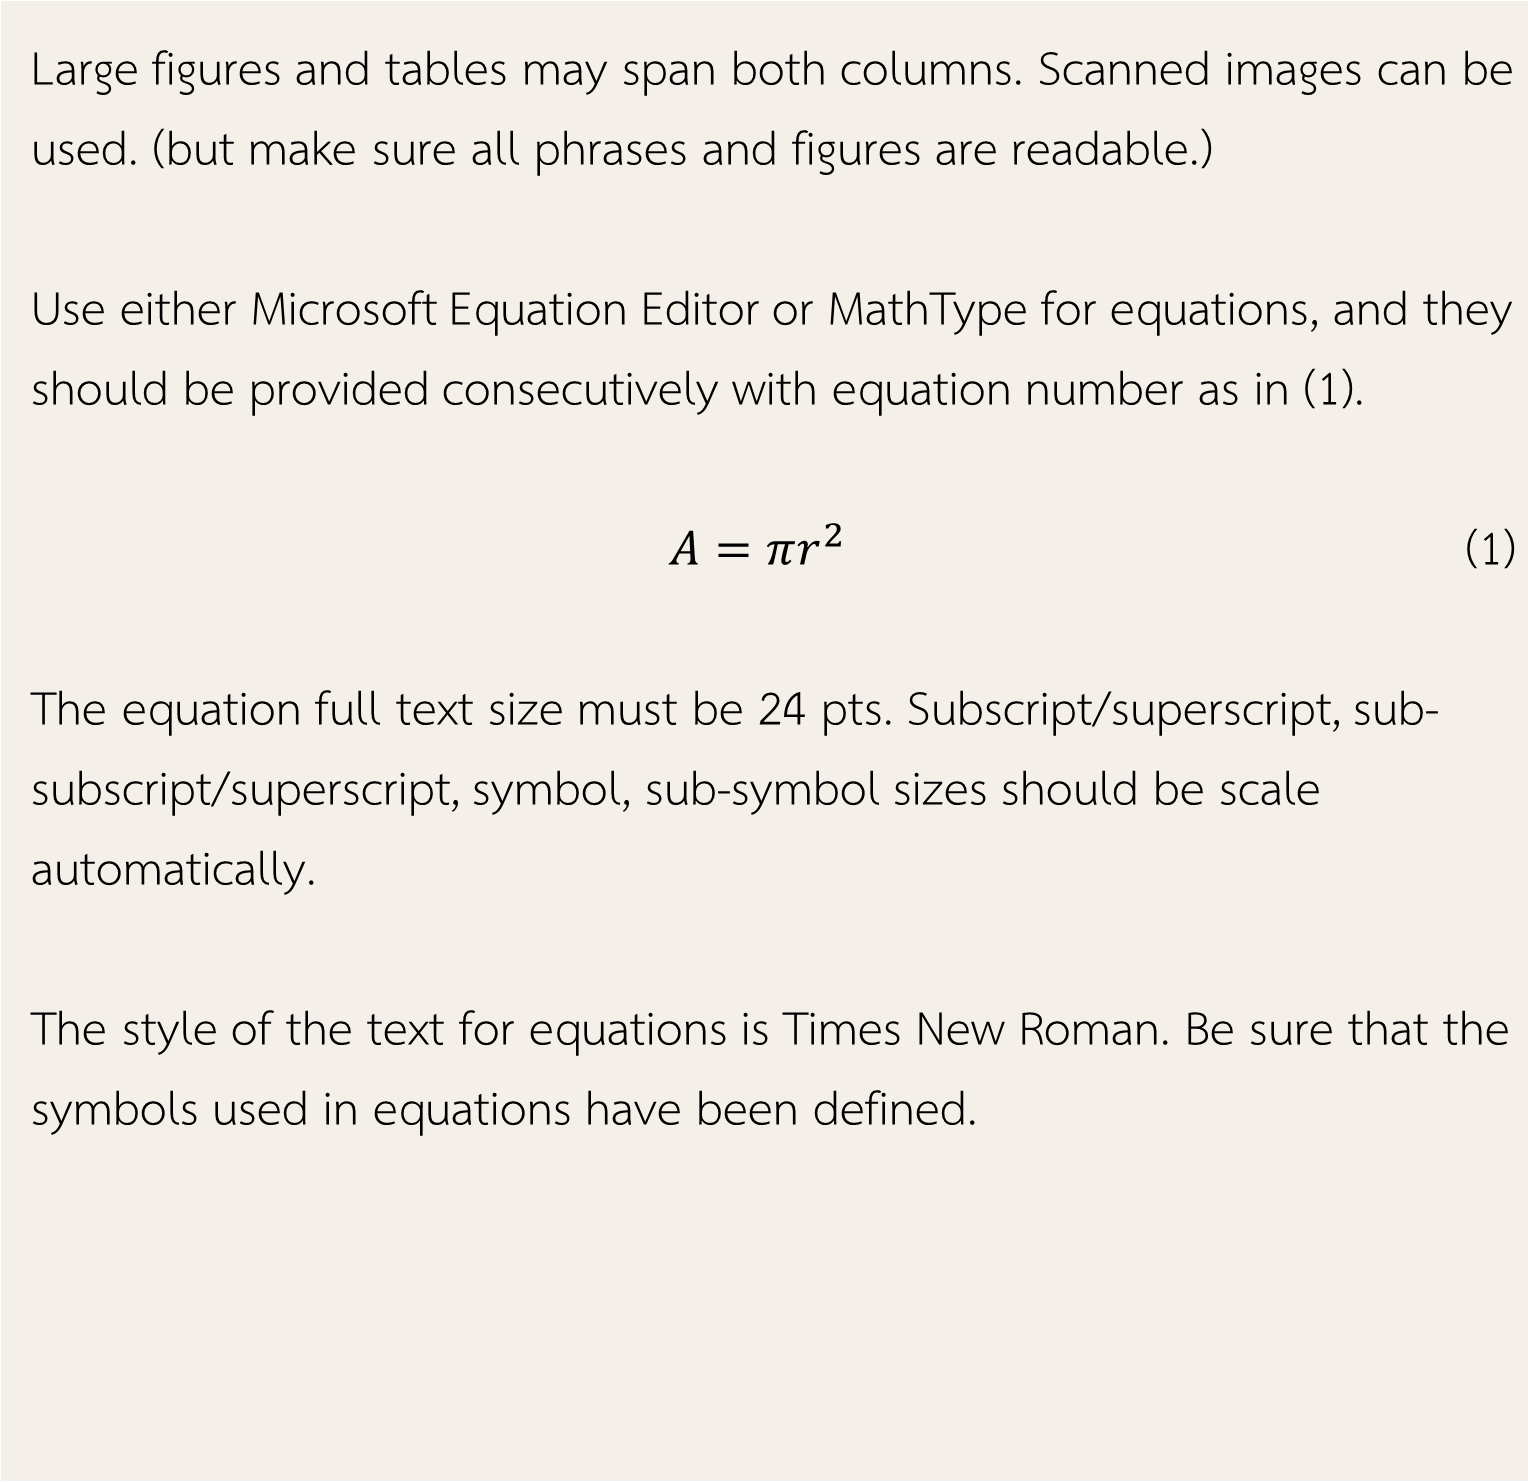 Large figures and tables may span both columns. Scanned images can be
used. (but make sure all phrases and figures are readable.)
Use either Microsoft Equation Editor or MathType for equations, and they
should be provided consecutively with equation number as in (1).
A = πr² (1)
The equation full text size must be 24 pts. Subscript/superscript, sub-
subscript/superscript, symbol, sub-symbol sizes should be scale
automatically.
The style of the text for equations is Times New Roman. Be sure that the
symbols used in equations have been defined.